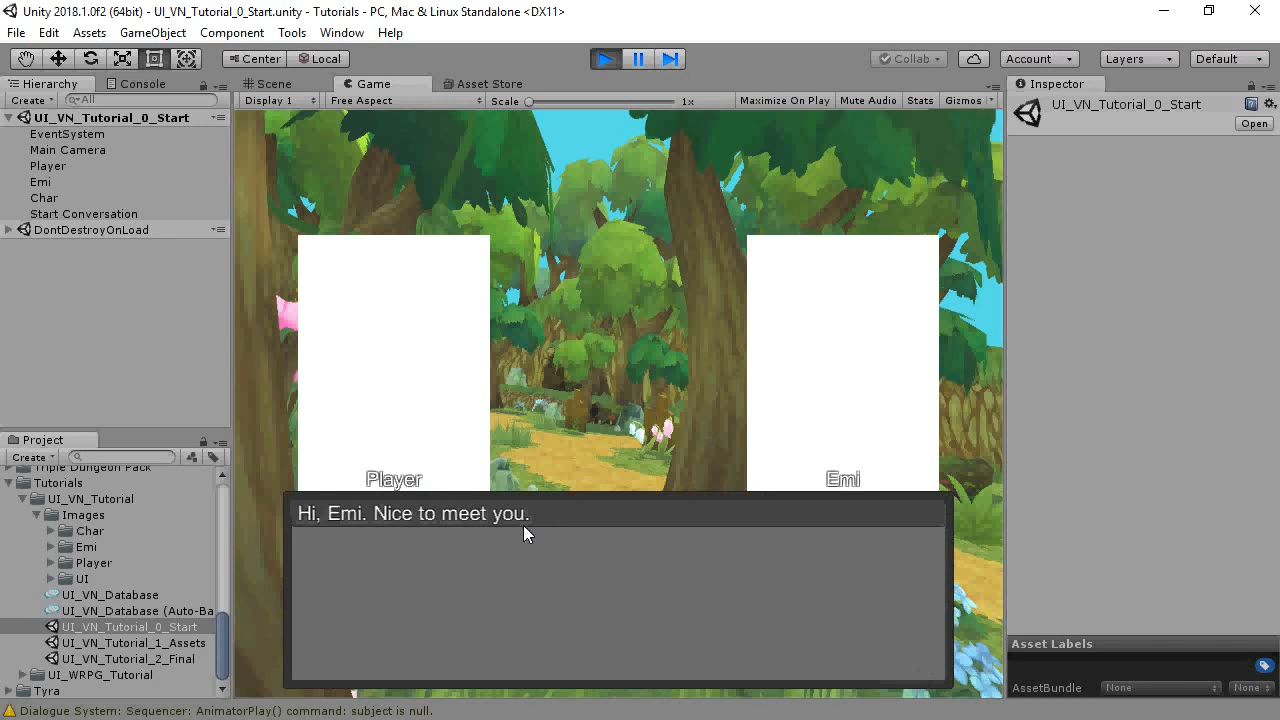 Unity 2018.1.0f2 (64bit) - UI_VN_Tutorial_0_Start.unity - Tutorials - PC, Mac & Linux Standalone <DX11>
File Edit Assets GameObject Component Tools Window Help
Center Local Collab Account Layers Default
Hierarchy Console Scene Game Asset Store Inspector
Create All Display 1 Free Aspect Scale 1x Maximize On Play Mute Audio Stats Gizmos UI_VN_Tutorial_0_Start
Open
UI_VN_Tutorial_0_Start
EventSystem
Main Camera
Player
Emi
Char
Start Conversation
DontDestroyOnLoad
Project
Create
Triple Dungeon Pack
Tutorials
UI_VN_Tutorial
Images
Char
Emi
Player
UI
UI_VN_Database
UI_VN_Database (Auto-Ba
UI_VN_Tutorial_0_Start
UI_VN_Tutorial_1_Assets
UI_VN_Tutorial_2_Final
UI_WRPG_Tutorial
Tyra
Player Emi
Hi, Emi. Nice to meet you.
Asset Labels
AssetBundle None None
Dialogue System: Sequencer: AnimatorPlay() command: subject is null.